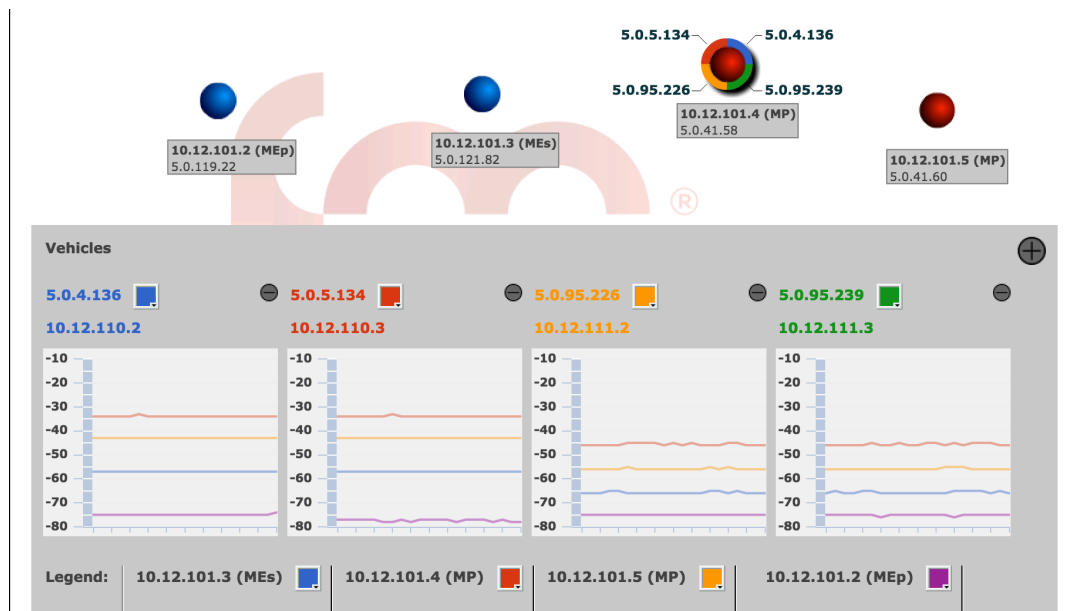 5.0.5.134 5.0.4.136
5.0.95.226 5.0.95.239
10.12.101.2 (MEp)
5.0.119.22
10.12.101.3 (MEs)
5.0.121.82
10.12.101.4 (MP)
5.0.41.58
10.12.101.5 (MP)
5.0.41.60
fm ®
Vehicles
5.0.4.136 5.0.5.134 5.0.95.226 5.0.95.239
10.12.110.2 10.12.110.3 10.12.111.2 10.12.111.3
-10 -10 -10 -10
-20 -20 -20 -20
-30 -30 -30 -30
-40 -40 -40 -40
-50 -50 -50 -50
-60 -60 -60 -60
-70 -70 -70 -70
-80 -80 -80 -80
Legend: 10.12.101.3 (MEs) 10.12.101.4 (MP) 10.12.101.5 (MP) 10.12.101.2 (MEp)